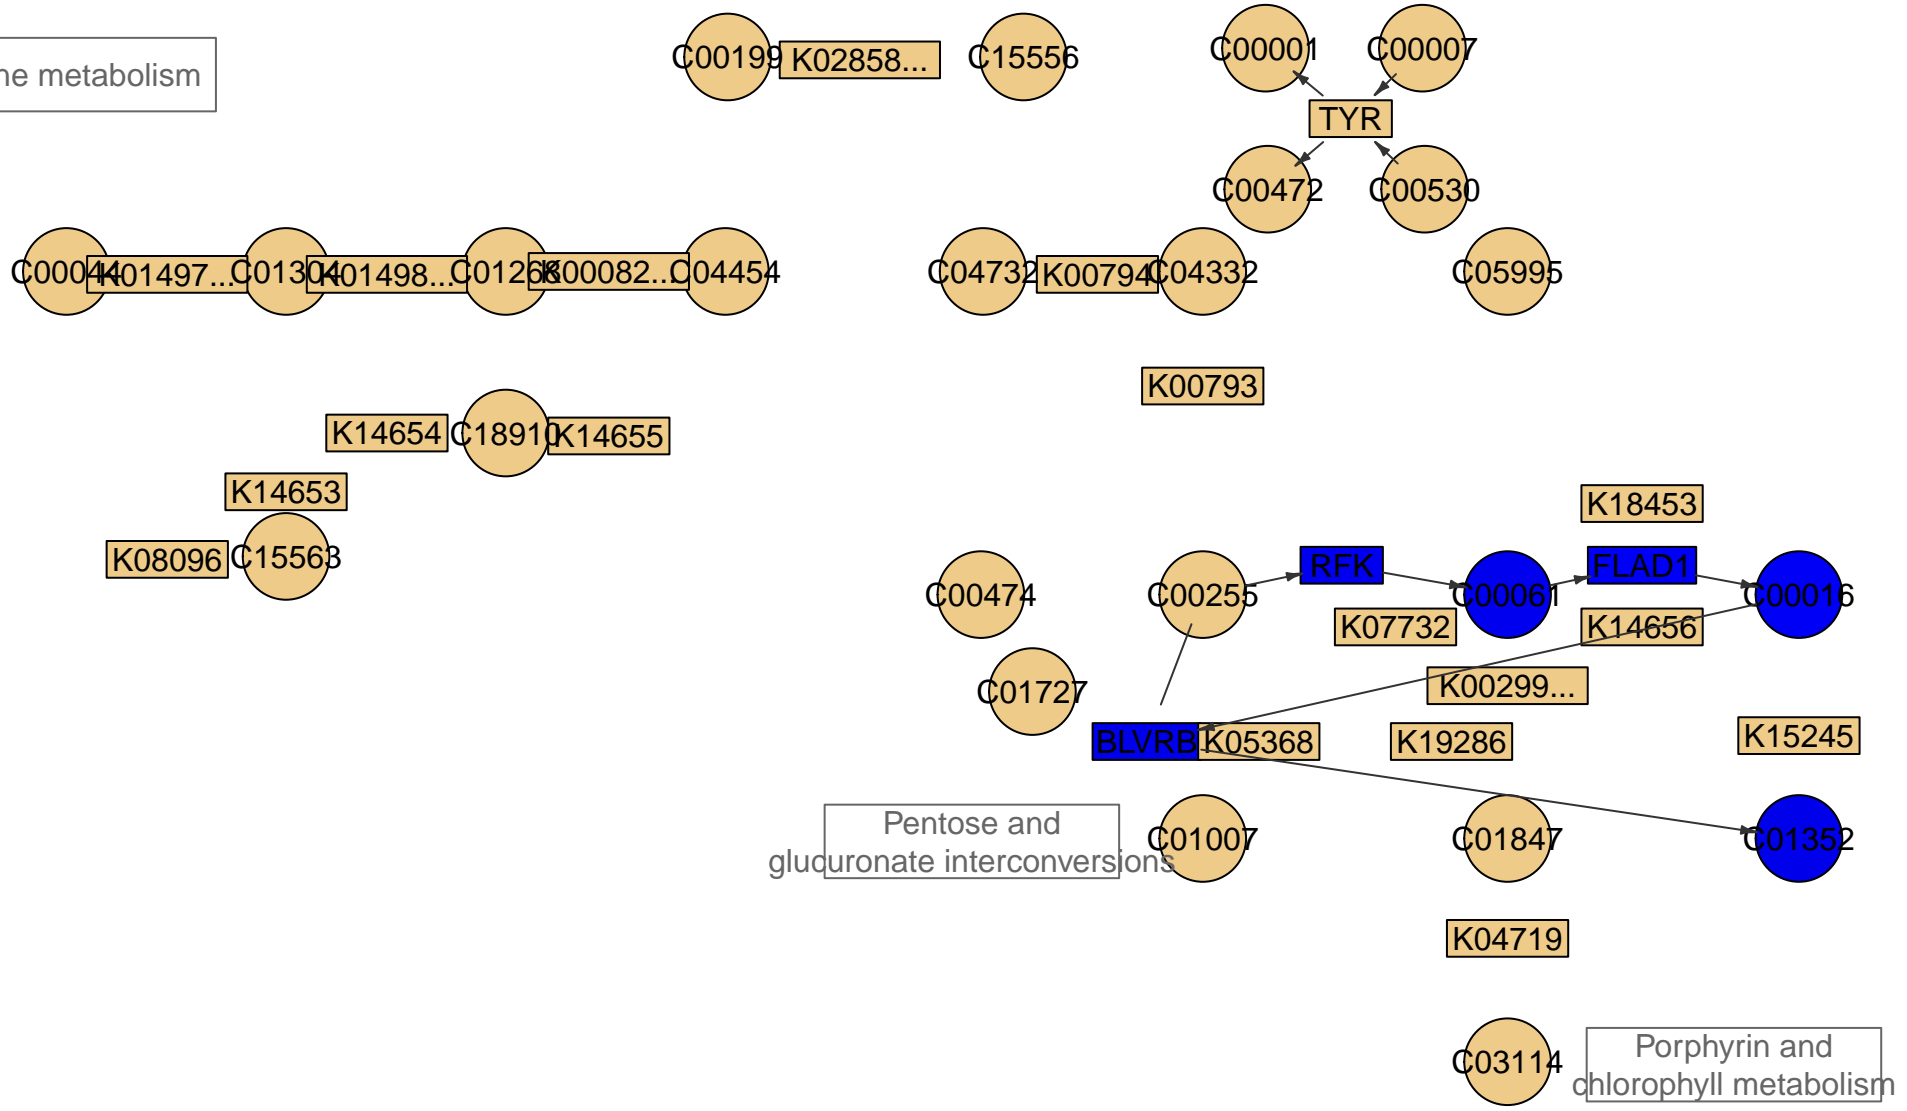 ne metabolism
C00199
K02858...
C15556
C00001
C00007
TYR
C00472
C00530
C00044
K01497...
C01304
K01498...
C01268
K00082...
C04454
C04732
K00794
C04332
C05995
K00793
K14654
C18910
K14655
K14653
K08096
C15563
K18453
C00474
C00255
RFK
C00061
FLAD1
C00016
K07732
K14656
C01727
K00299...
BLVRB
K05368
K19286
K15245
Pentose and
glucuronate interconversions
C01007
C01847
C01352
K04719
C03114
Porphyrin and
chlorophyll metabolism